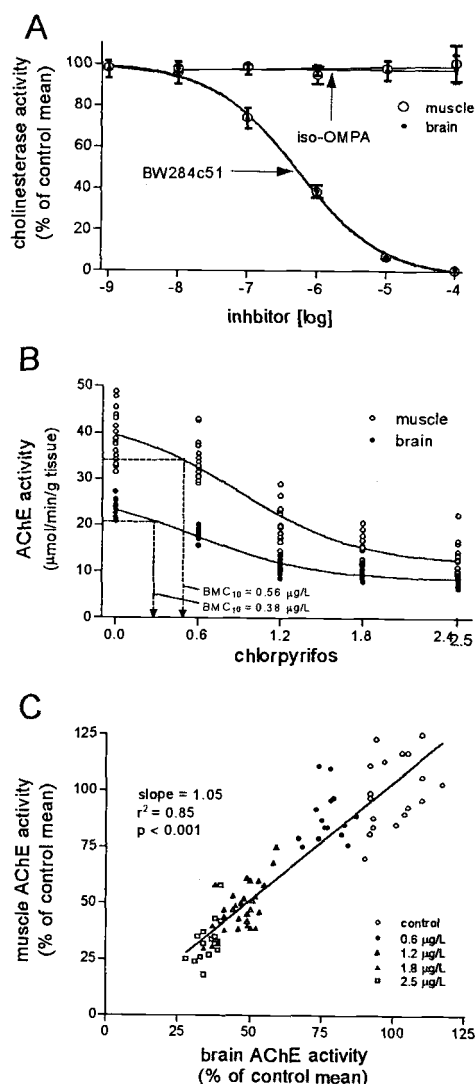 A
cholinesterase activity
(% of control mean)
100
80
60
40
20
0
muscle
brain
iso-OMPA
BW284c51
-9
-8
-7
-6
-5
-4
inhbitor [log]
B
AChE activity
(μmol/min/g tissue)
50
40
30
20
10
0
muscle
brain
BMC10 = 0.56 μg/L
BMC10 = 0.38 μg/L
0.0
0.6
1.2
1.8
2.4
2.5
chlorpyrifos
C
muscle AChE activity
(% of control mean)
125
100
75
50
25
0
slope = 1.05
r² = 0.85
p < 0.001
control
0.6 μg/L
1.2 μg/L
1.8 μg/L
2.5 μg/L
0
25
50
75
100
125
brain AChE activity
(% of control mean)